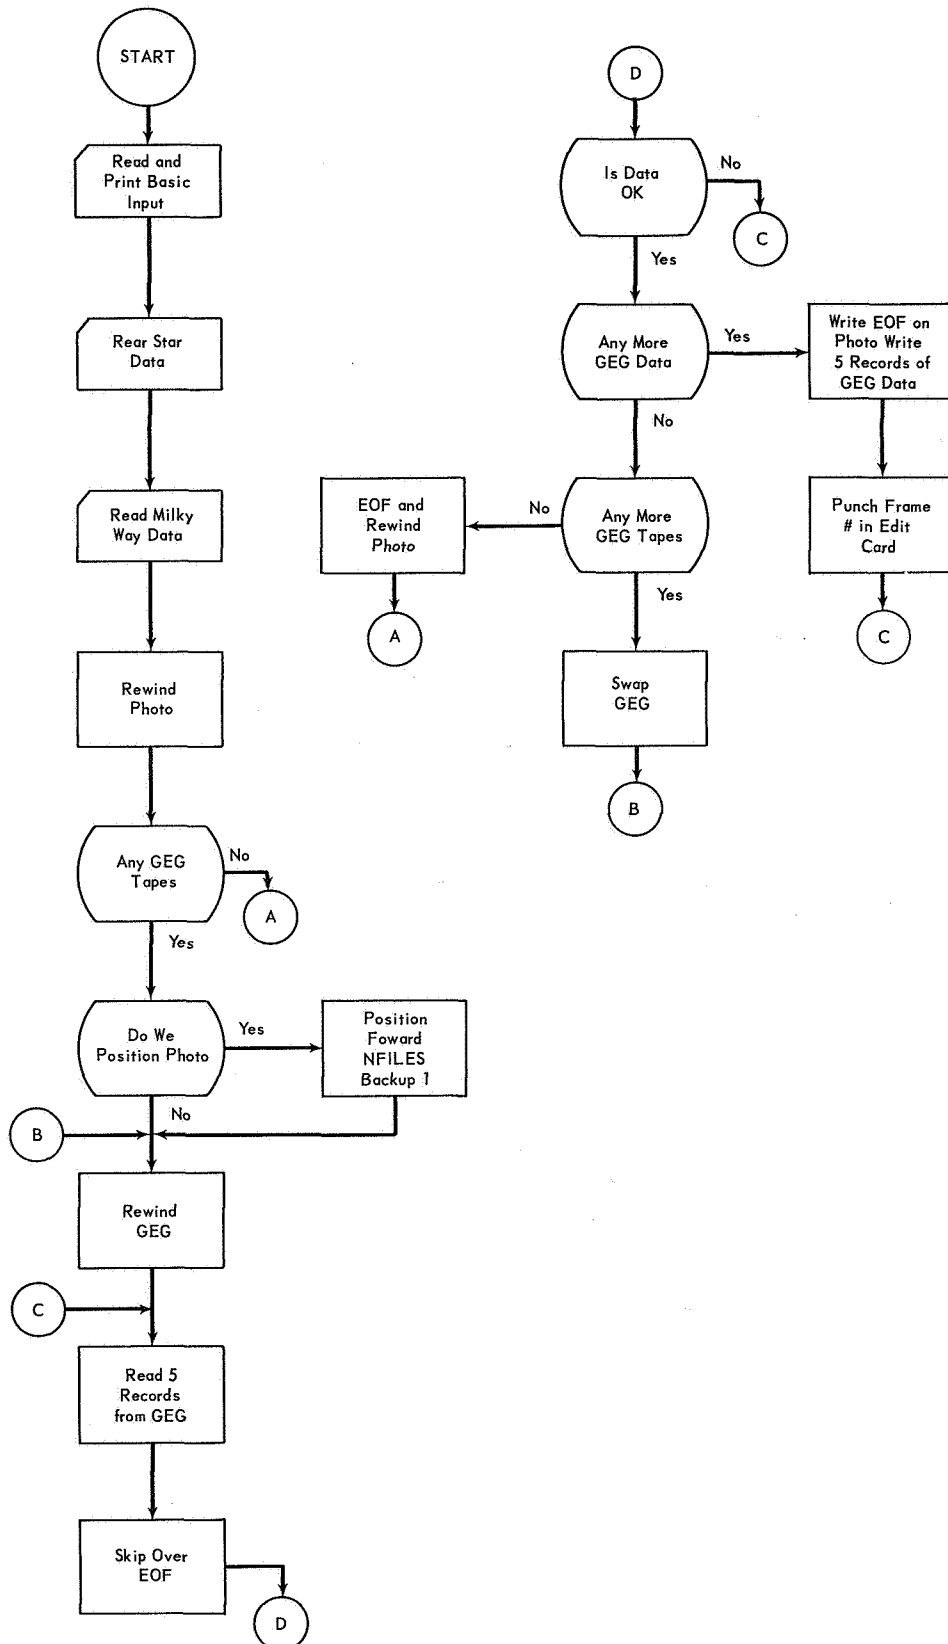 START
Read and
Print Basic
Input
Rear Star
Data
Read Milky
Way Data
Rewind
Photo
Any GEG
Tapes
No
A
Yes
Do We
Position Photo
Yes
Position
Foward
NFILES
Backup 1
No
B
Rewind
GEG
C
Read 5
Records
from GEG
Skip Over
EOF
D
D
Is Data
OK
No
C
Yes
Any More
GEG Data
Yes
Write EOF on
Photo Write
5 Records of
GEG Data
No
Punch Frame
# in Edit
Card
C
Any More
GEG Tapes
No
EOF and
Rewind
Photo
A
Yes
Swap
GEG
B